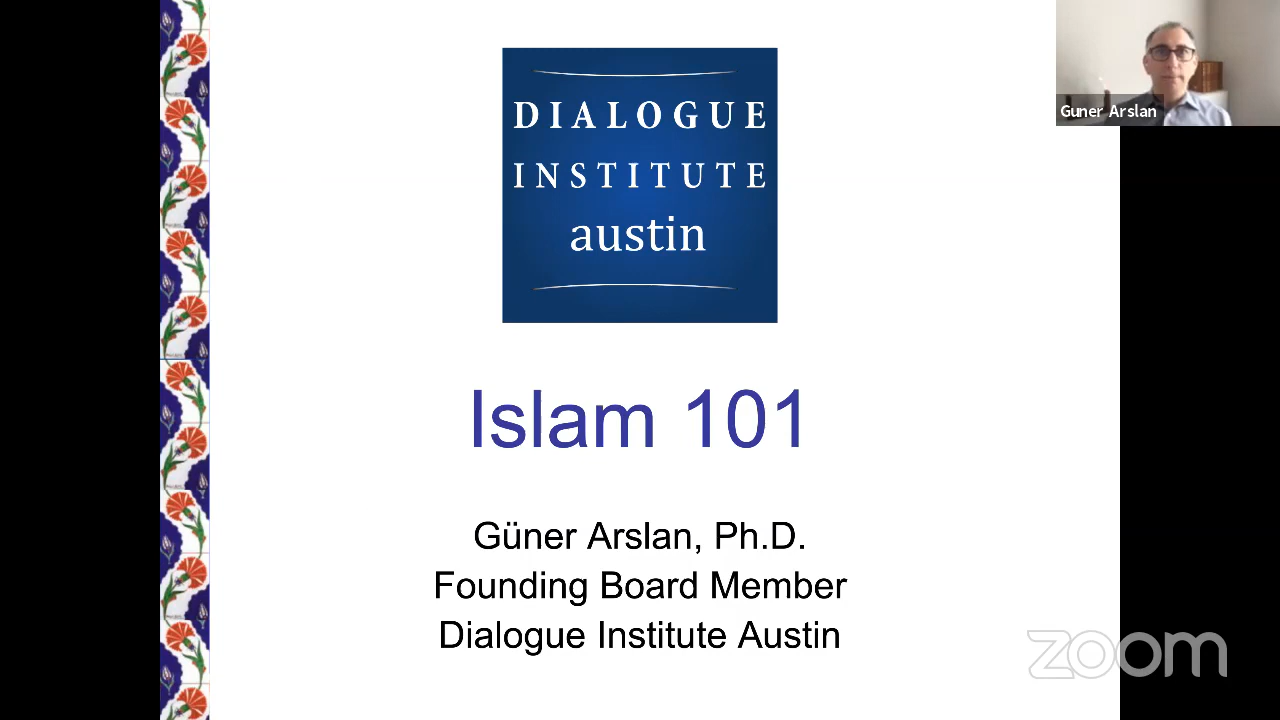 DIALOGUE
INSTITUTE
austin
Guner Arslan
Islam 101
Güner Arslan, Ph.D.
Founding Board Member
Dialogue Institute Austin
zoom